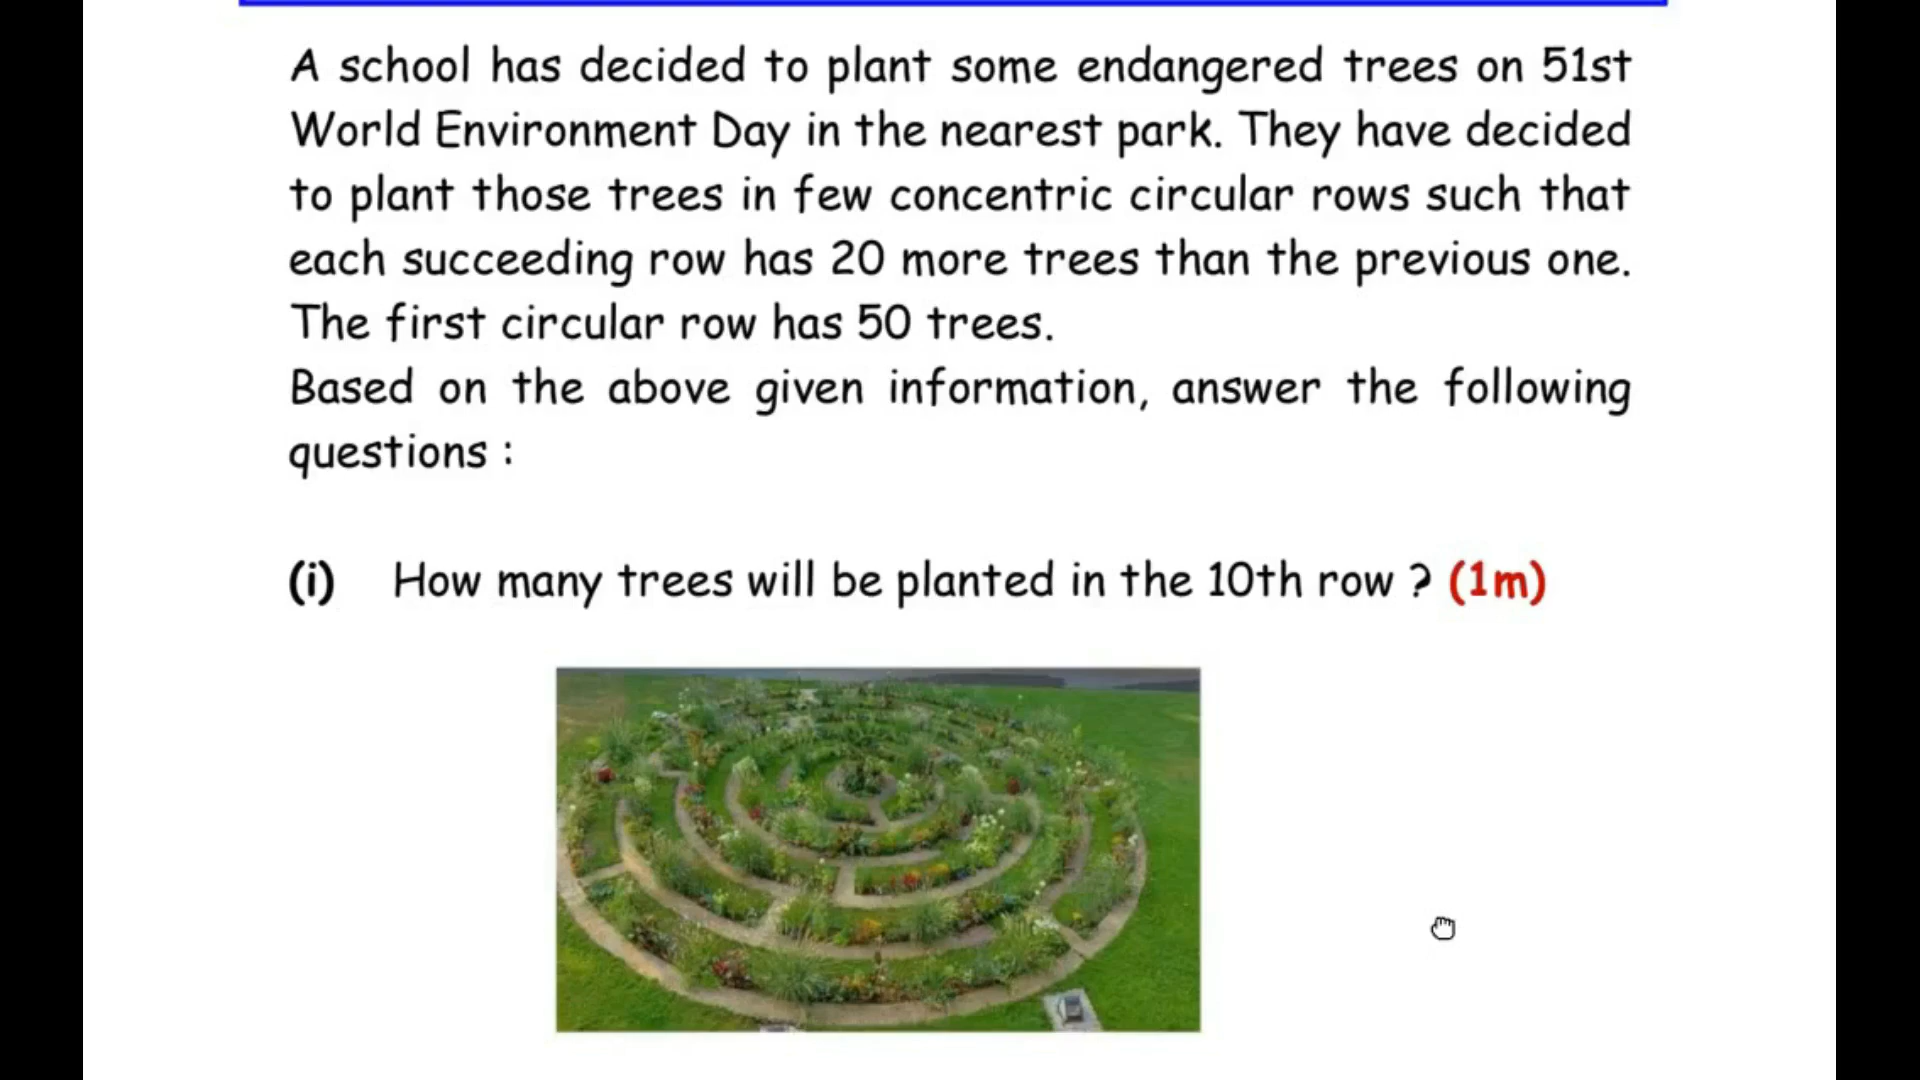 A school has decided to plant some endangered trees on 51st
World Environment Day in the nearest park. They have decided
to plant those trees in few concentric circular rows such that
each succeeding row has 20 more trees than the previous one.
The first circular row has 50 trees.
Based on the above given information, answer the following
questions :
(i) How many trees will be planted in the 10th row ? (1m)